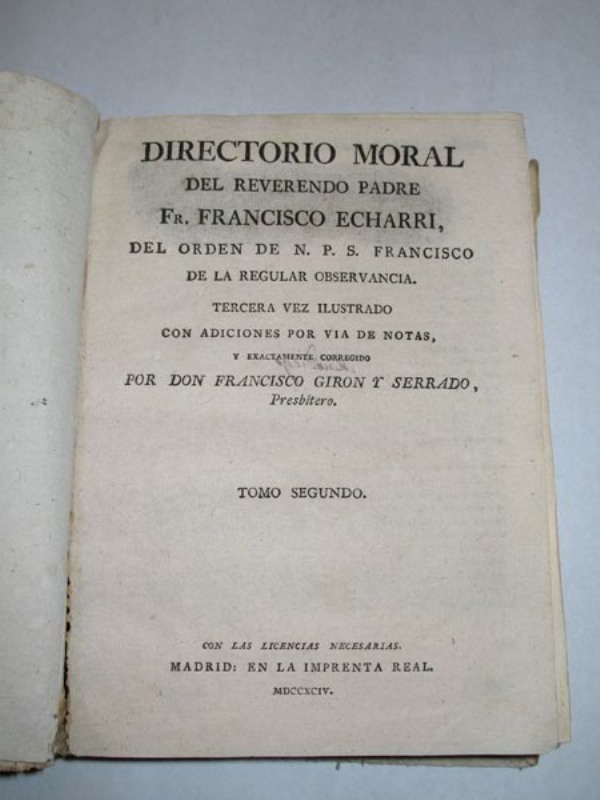 DIRECTORIO MORAL
DEL REVERENDO PADRE
FR. FRANCISCO ECHARRI,
DEL ORDEN DE N. P. S. FRANCISCO
DE LA REGULAR OBSERVANCIA.
TERCERA VEZ ILUSTRADO
CON ADICIONES POR VIA DE NOTAS,
Y EXACTAMENTE CORREGIDO
POR DON FRANCISCO GIRON Y SERRADO,
Presbítero.
TOMO SEGUNDO.
CON LAS LICENCIAS NECESARIAS.
MADRID: EN LA IMPRENTA REAL.
MDCCXCIV.